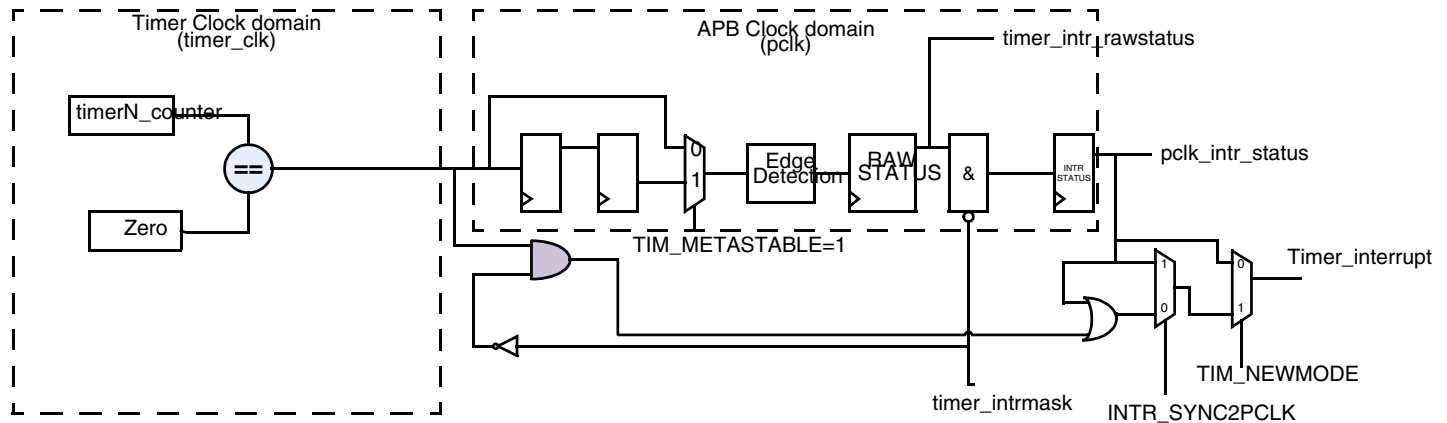 Timer Clock domain
(timer_clk)
APB Clock domain
(pclk)
timer_intr_rawstatus
timerN_counter
==
Zero
0
1
Edge
Detection
RAW
STATUS
&
INTR
STATUS
pclk_intr_status
TIM_METASTABLE=1
Timer_interrupt
1
0
0
1
TIM_NEWMODE
timer_intrmask
INTR_SYNC2PCLK